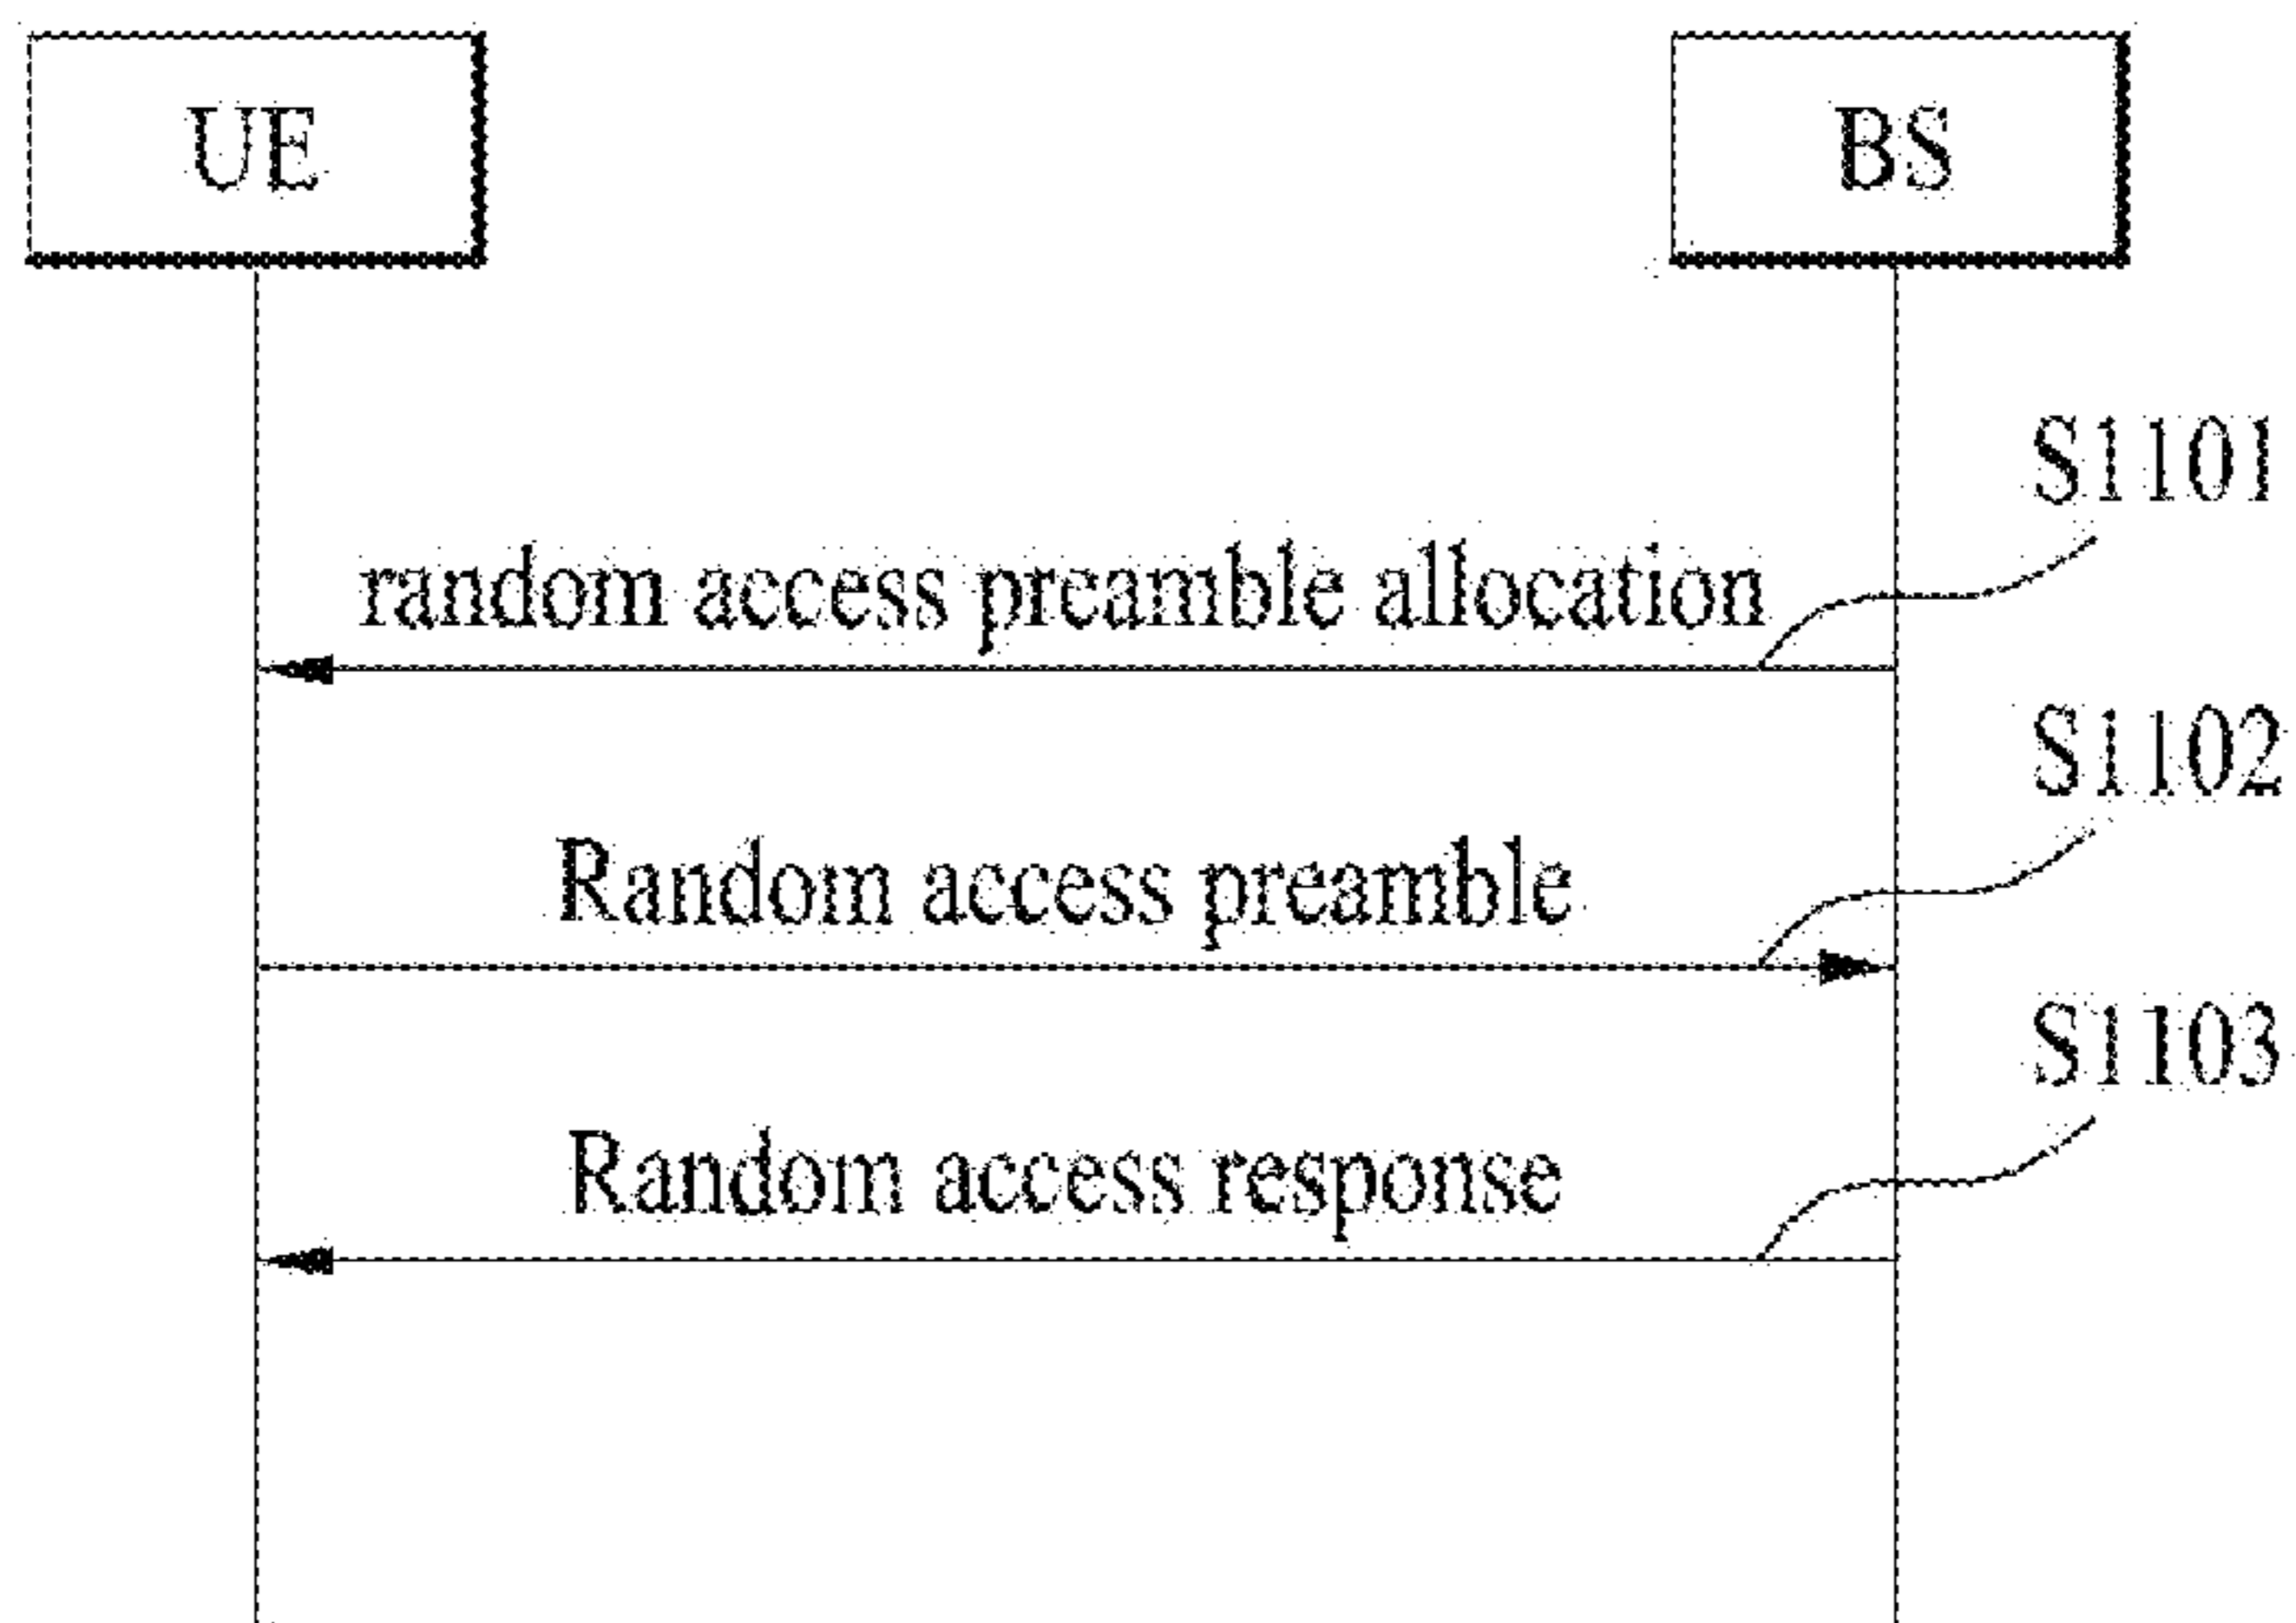 UE
BS
S1101
random access preamble allocation
S1102
Random access preamble
S1103
Random access response